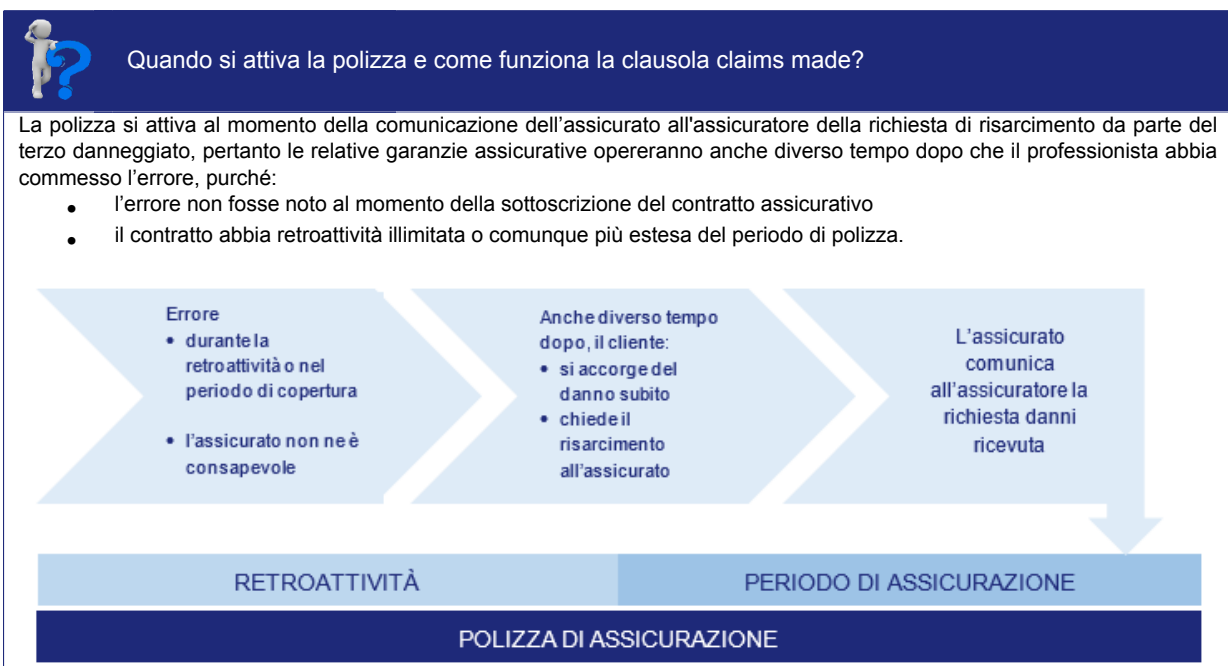 Quando si attiva la polizza e come funziona la clausola claims made?
La polizza si attiva al momento della comunicazione dell’assicurato all'assicuratore della richiesta di risarcimento da parte del
terzo danneggiato, pertanto le relative garanzie assicurative opereranno anche diverso tempo dopo che il professionista abbia
commesso l’errore, purché:
• l’errore non fosse noto al momento della sottoscrizione del contratto assicurativo
• il contratto abbia retroattività illimitata o comunque più estesa del periodo di polizza.
Errore
• durante la
retroattività o nel
periodo di copertura
• l’assicurato non ne è
consapevole
Anche diverso tempo
dopo, il cliente:
• si accorge del
danno subito
• chiede il
risarcimento
all’assicurato
L’assicurato
comunica
all’assicuratore la
richiesta danni
ricevuta
RETROATTIVITÀ
PERIODO DI ASSICURAZIONE
POLIZZA DI ASSICURAZIONE